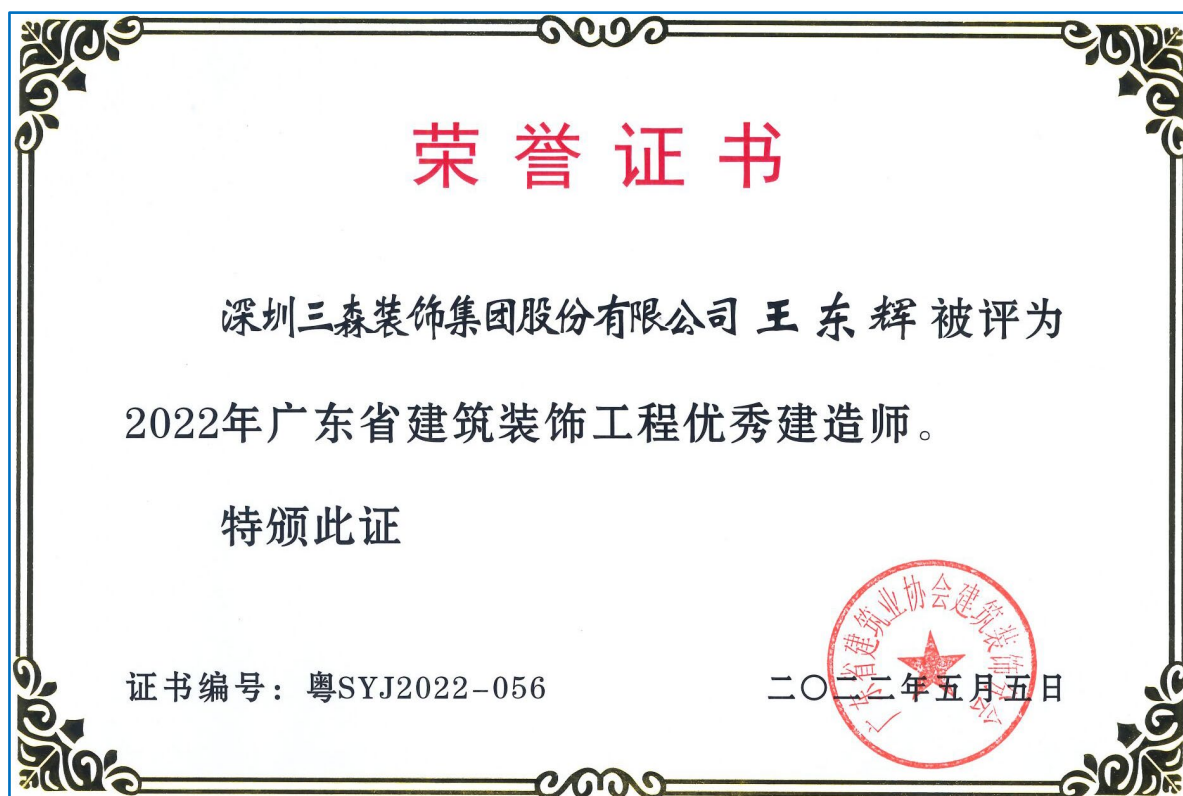 荣誉证书
深圳三森装饰集团股份有限公司 王东辉 被评为
2022年广东省建筑装饰工程优秀建造师。
特颁此证
广东省建筑业协会建筑装饰分会
证书编号：粤SYJ2022-056
二〇二二年五月五日